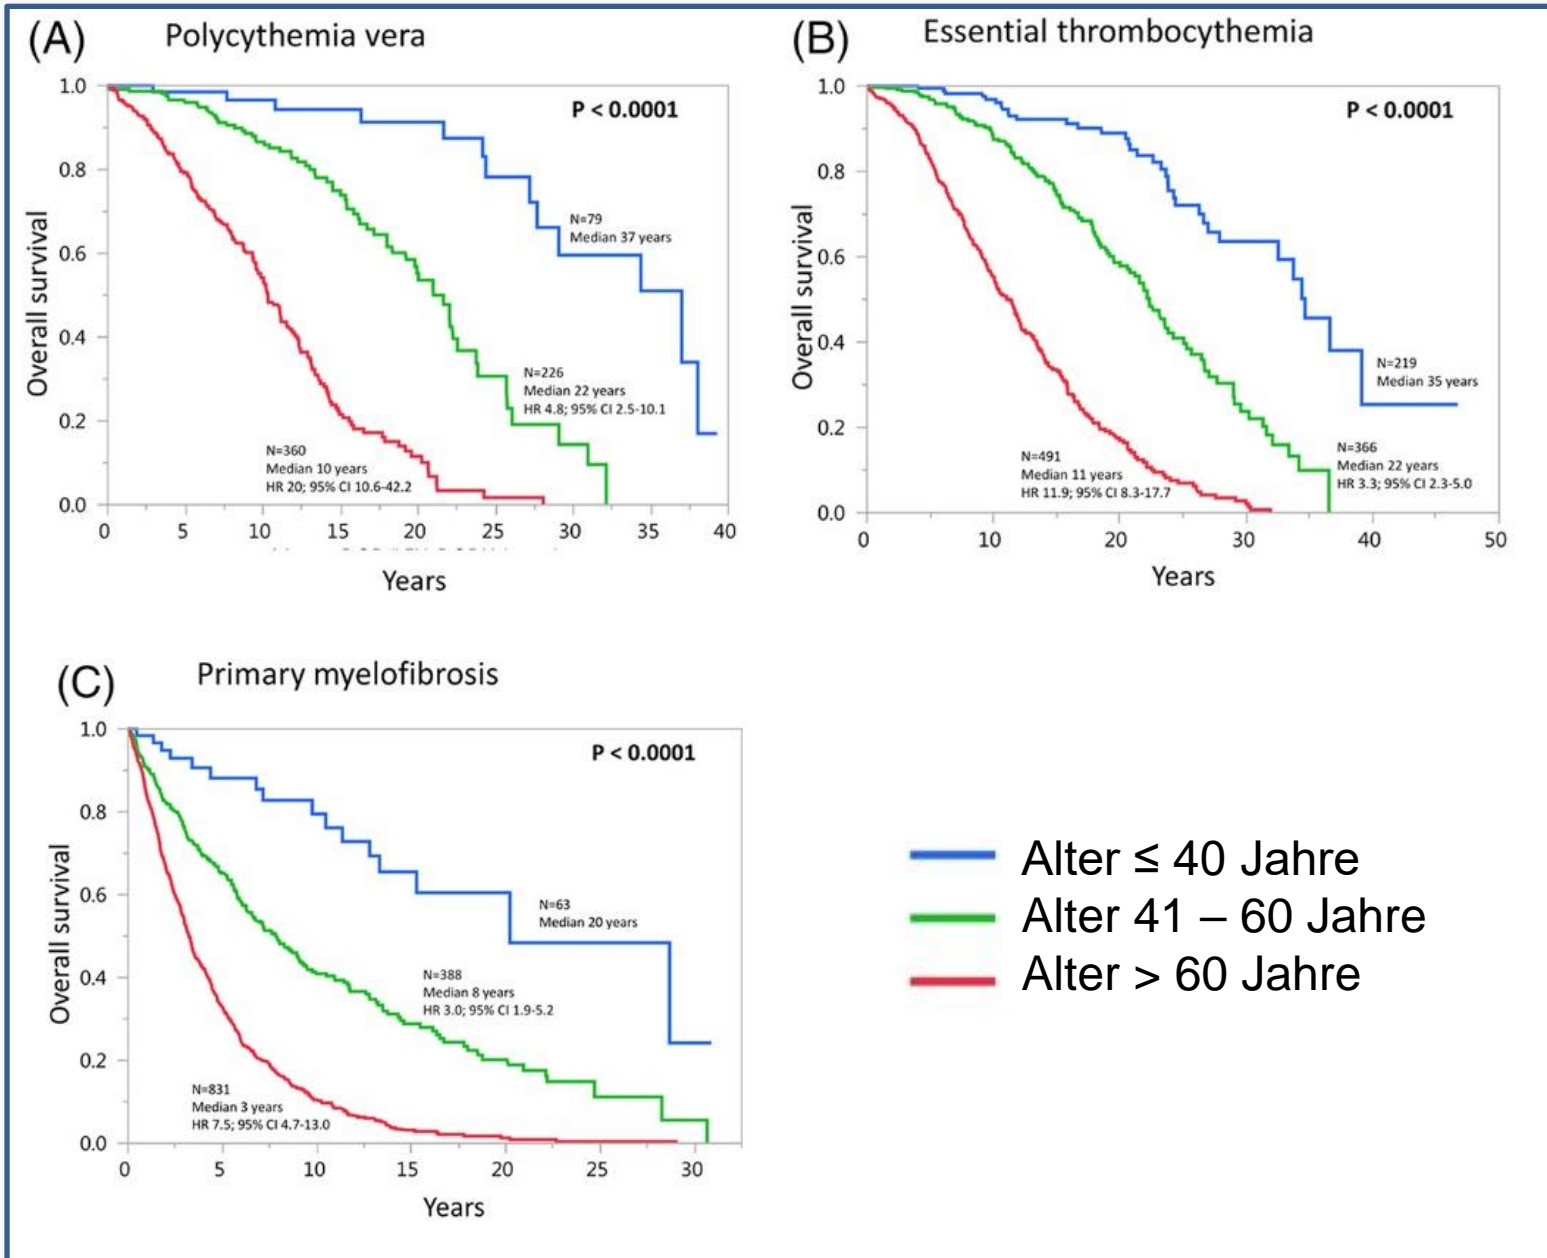 (A) Polycythemia vera
P < 0.0001
1.0
0.8
0.6
0.4
0.2
0.0
Overall survival
N=79
Median 37 years
N=226
Median 22 years
HR 4.8; 95% CI 2.5-10.1
N=360
Median 10 years
HR 20; 95% CI 10.6-42.2
0 5 10 15 20 25 30 35 40
Years
(B) Essential thrombocythemia
P < 0.0001
1.0
0.8
0.6
0.4
0.2
0.0
Overall survival
N=219
Median 35 years
N=366
Median 22 years
HR 3.3; 95% CI 2.3-5.0
N=491
Median 11 years
HR 11.9; 95% CI 8.3-17.7
0 10 20 30 40 50
Years
(C) Primary myelofibrosis
P < 0.0001
1.0
0.8
0.6
0.4
0.2
0.0
Overall survival
N=63
Median 20 years
N=388
Median 8 years
HR 3.0; 95% CI 1.9-5.2
N=831
Median 3 years
HR 7.5; 95% CI 4.7-13.0
0 5 10 15 20 25 30
Years
Alter ≤ 40 Jahre
Alter 41 – 60 Jahre
Alter > 60 Jahre